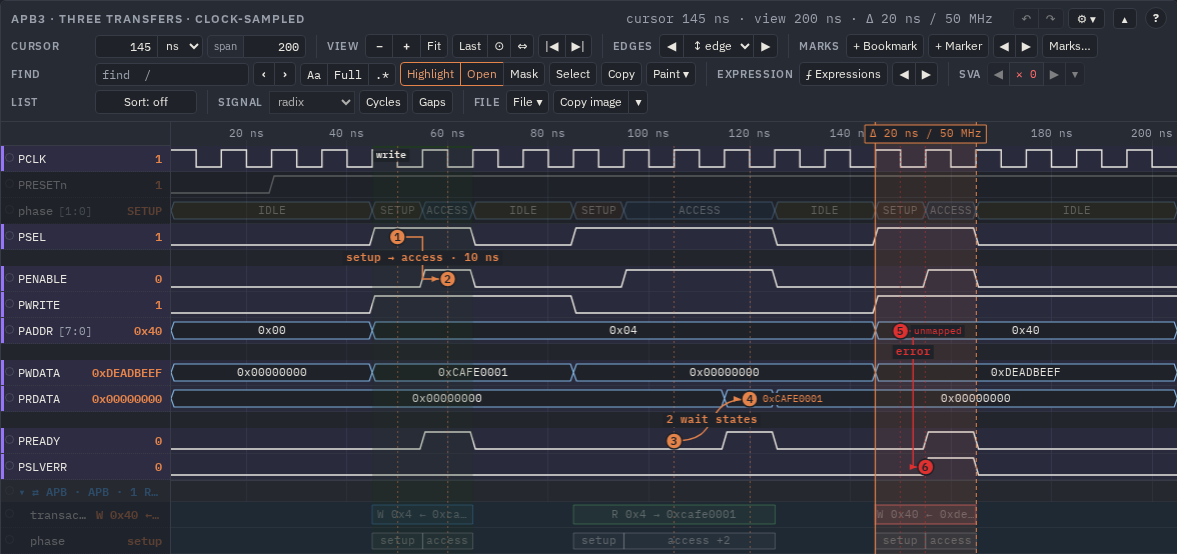 APB3 · THREE TRANSFERS · CLOCK-SAMPLED cursor 145 ns · view 200 ns · Δ 20 ns / 50 MHz ↶ ↷ ⚙ ▾ ▴ ?
CURSOR 145 ns span 200 VIEW − + Fit Last ⊙ ⇔ |◀ ▶| EDGES ◀ ↕ edge ▶ MARKS + Bookmark + Marker ◀ ▶ Marks…
FIND find / ‹ › Aa Full .* Highlight Open Mask Select Copy Paint ▾ EXPRESSION ⨍ Expressions ◀ ▶ SVA ◀ × 0 ▶ ▾
LIST Sort: off SIGNAL radix Cycles Gaps FILE File ▾ Copy image ▾
20 ns 40 ns 60 ns 80 ns 100 ns 120 ns 140 n Δ 20 ns / 50 MHz 180 ns 200 ns
PCLK 1 write
PRESETn 1
phase [1:0] SETUP IDLE SETUP ACCESS IDLE SETUP ACCESS IDLE SETUP ACCESS IDLE
PSEL 1 1
setup → access · 10 ns
PENABLE 0 2
PWRITE 1
PADDR [7:0] 0x40 0x00 0x04 5 unmapped 0x40
error
PWDATA 0xDEADBEEF 0x00000000 0xCAFE0001 0x00000000 0xDEADBEEF
PRDATA 0x00000000 0x00000000 4 0xCAFE0001 0x00000000
2 wait states
PREADY 0 3
PSLVERR 0 6
▾ ⇄ APB · APB · 1 R…
transac… W 0x40 ←… W 0x4 ← 0xca… R 0x4 → 0xcafe0001 W 0x40 ← 0xde…
phase setup setup access setup access +2 setup access